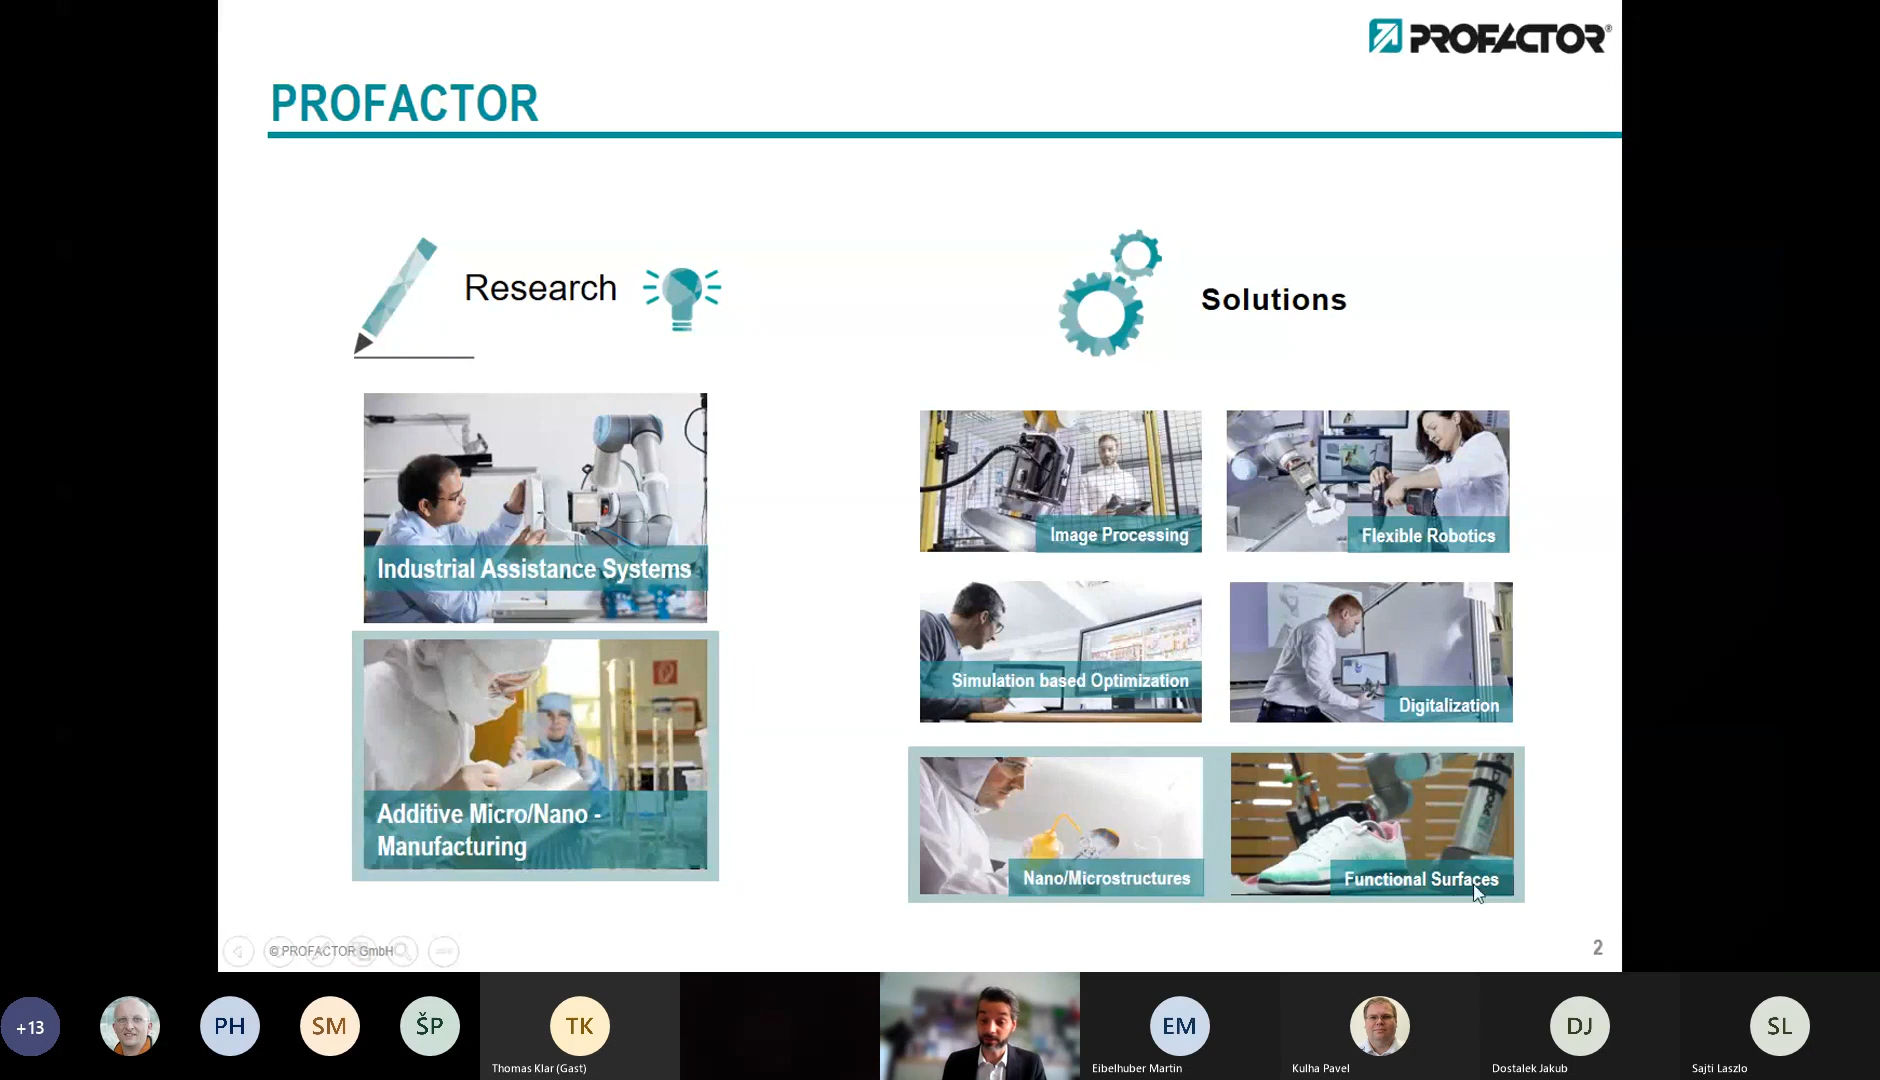 PROFACTOR®
PROFACTOR
Research
Solutions
Industrial Assistance Systems
Additive Micro/Nano -
Manufacturing
Image Processing
Flexible Robotics
Simulation based Optimization
Digitalization
Nano/Microstructures
Functional Surfaces
© PROFACTOR GmbH
2
+13
PH
SM
ŠP
TK
Thomas Klar (Gast)
EM
Eibelhuber Martin
Kulha Pavel
DJ
Dostalek Jakub
SL
Sajti Laszlo